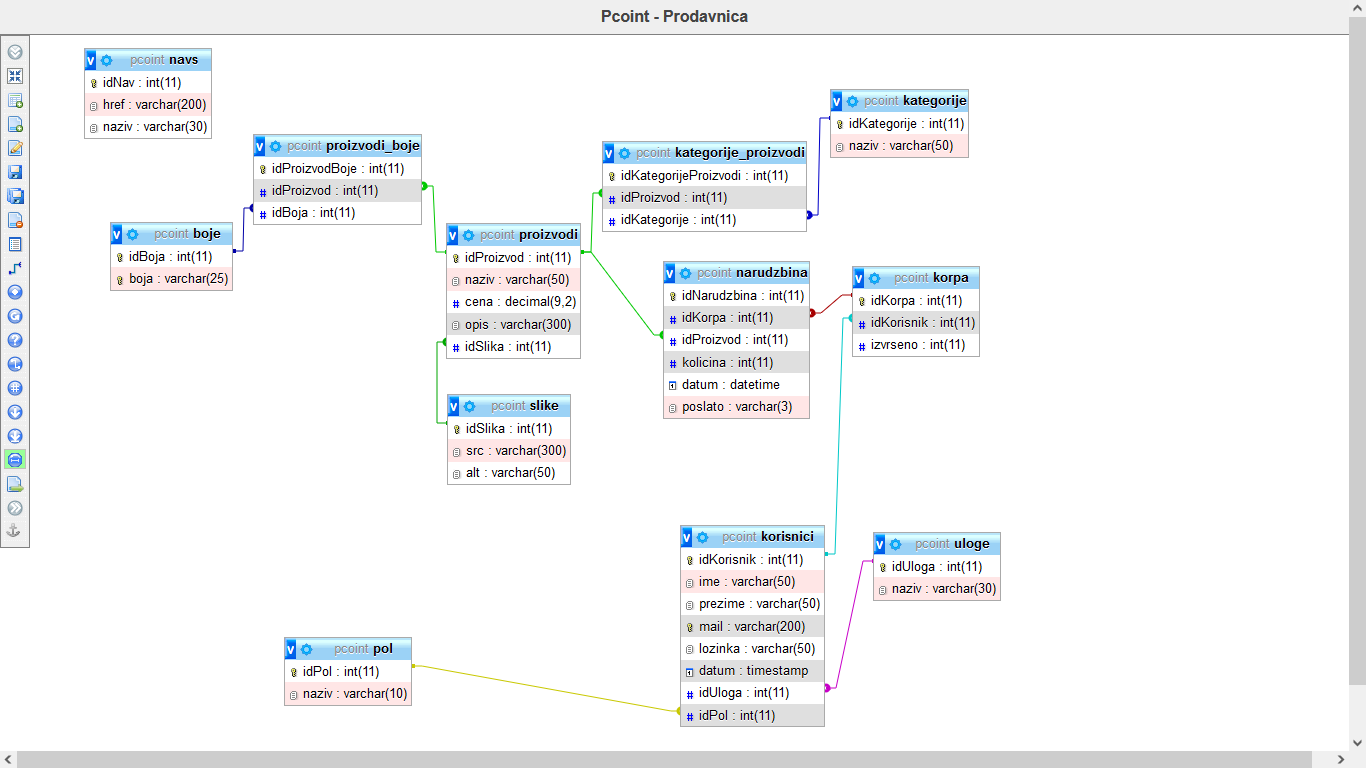 Pcoint - Prodavnica
pcoint navs
idNav : int(11)
href : varchar(200)
naziv : varchar(30)
pcoint proizvodi_boje
idProizvodBoje : int(11)
idProizvod : int(11)
idBoja : int(11)
pcoint boje
idBoja : int(11)
boja : varchar(25)
pcoint proizvodi
idProizvod : int(11)
naziv : varchar(50)
cena : decimal(9,2)
opis : varchar(300)
idSlika : int(11)
pcoint slike
idSlika : int(11)
src : varchar(300)
alt : varchar(50)
pcoint kategorije_proizvodi
idKategorijeProizvodi : int(11)
idProizvod : int(11)
idKategorije : int(11)
pcoint kategorije
idKategorije : int(11)
naziv : varchar(50)
pcoint narudzbina
idNarudzbina : int(11)
idKorpa : int(11)
idProizvod : int(11)
kolicina : int(11)
datum : datetime
poslato : varchar(3)
pcoint korpa
idKorpa : int(11)
idKorisnik : int(11)
izvrseno : int(11)
pcoint korisnici
idKorisnik : int(11)
ime : varchar(50)
prezime : varchar(50)
mail : varchar(200)
lozinka : varchar(50)
datum : timestamp
idUloga : int(11)
idPol : int(11)
pcoint uloge
idUloga : int(11)
naziv : varchar(30)
pcoint pol
idPol : int(11)
naziv : varchar(10)